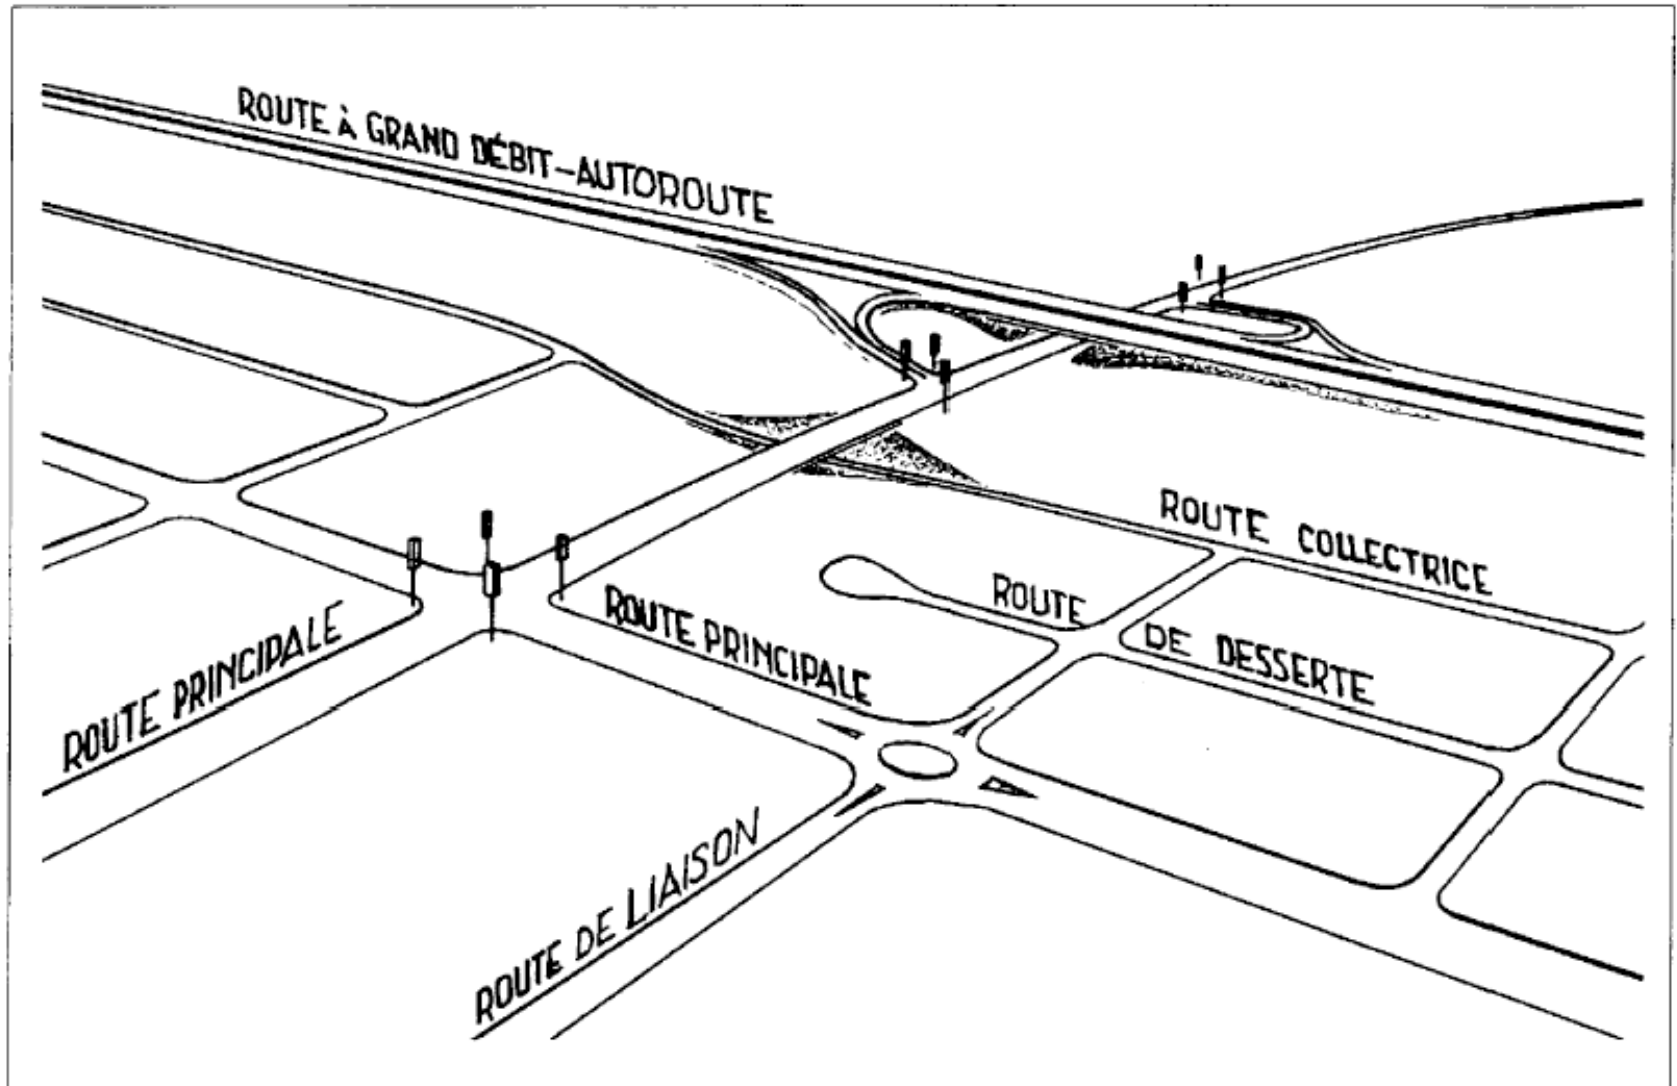 ROUTE À GRAND DÉBIT-AUTOROUTE
ROUTE COLLECTRICE
ROUTE
DE DESSERTE
ROUTE PRINCIPALE
ROUTE PRINCIPALE
ROUTE DE LIAISON